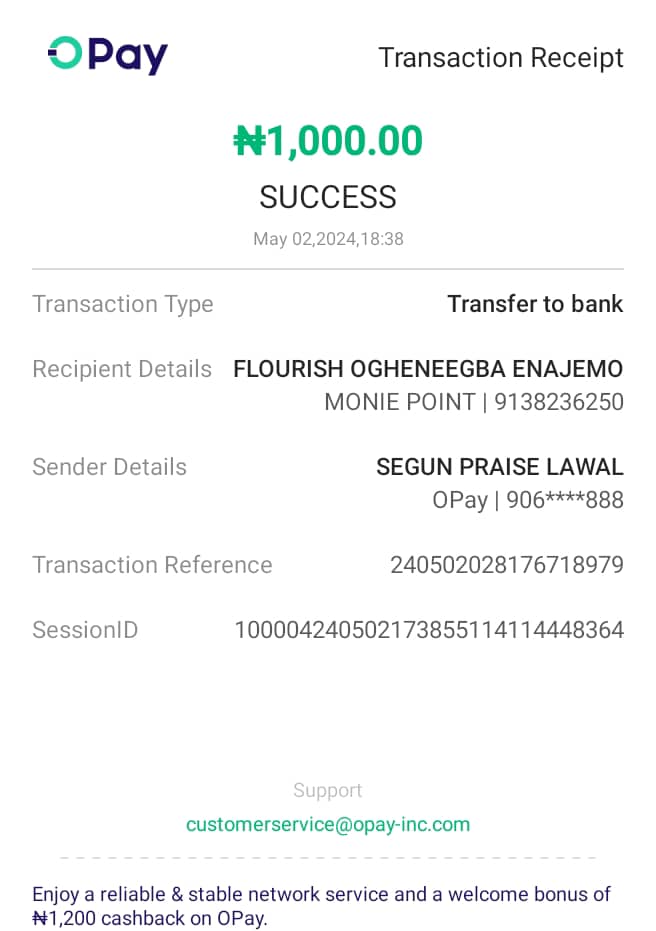 OPay
Transaction Receipt
₦1,000.00
SUCCESS
May 02,2024,18:38
Transaction Type Transfer to bank
Recipient Details FLOURISH OGHENEEGBA ENAJEMO
MONIE POINT | 9138236250
Sender Details SEGUN PRAISE LAWAL
OPay | 906****888
Transaction Reference 240502028176718979
SessionID 100004240502173855114114448364
Support
customerservice@opay-inc.com
Enjoy a reliable & stable network service and a welcome bonus of
₦1,200 cashback on OPay.